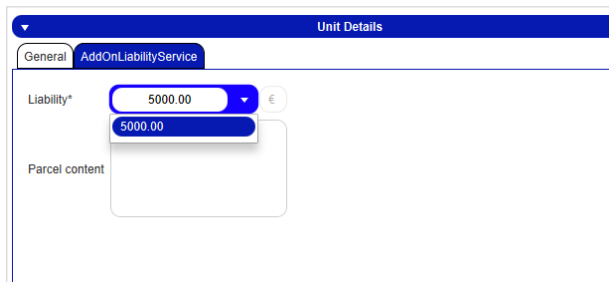 Unit Details
General AddOnLiabilityService
Liability* 5000.00 €
5000.00
Parcel content